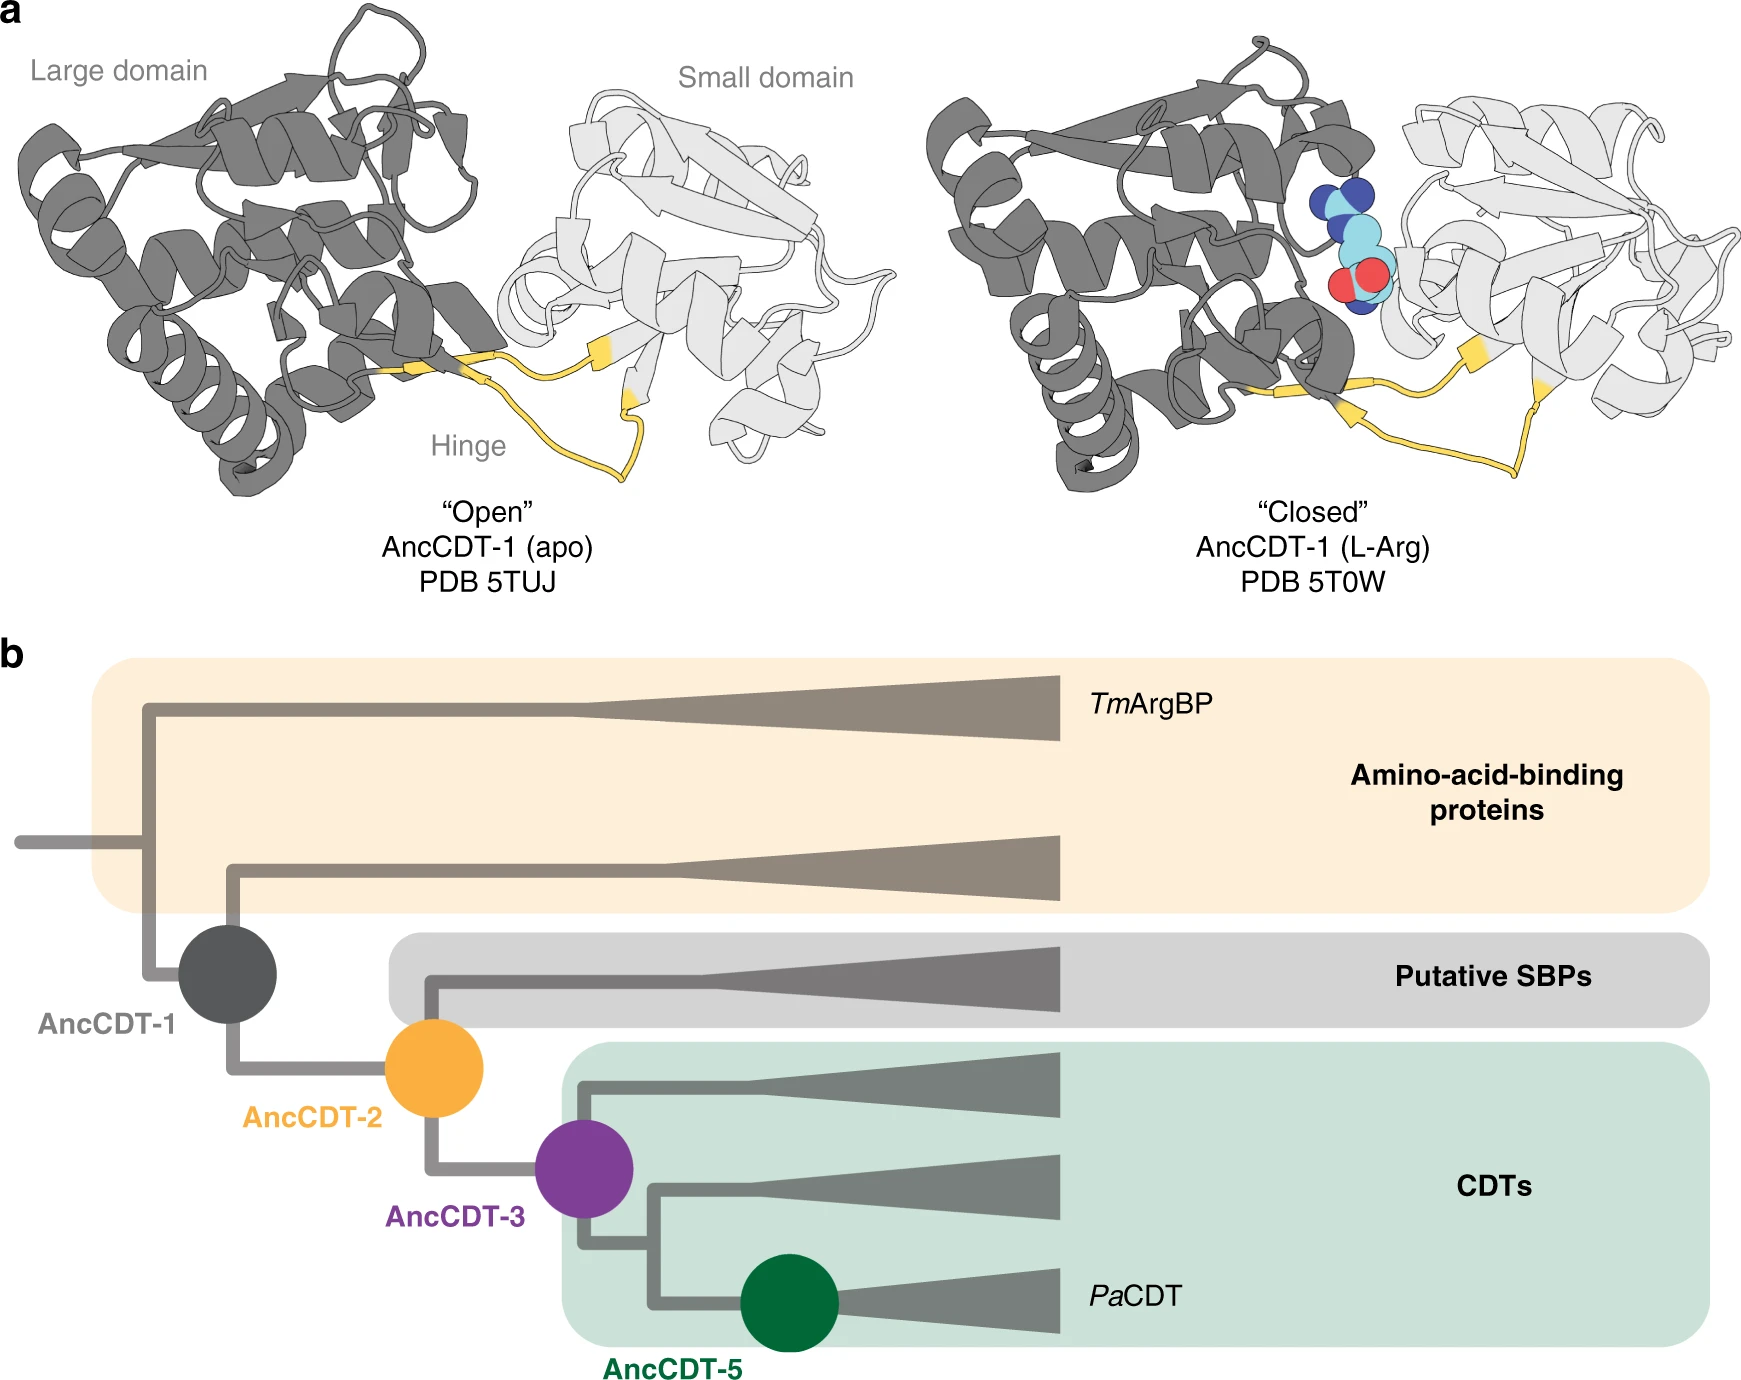 a
Large domain
Small domain
Hinge
“Open”
AncCDT-1 (apo)
PDB 5TUJ
“Closed”
AncCDT-1 (L-Arg)
PDB 5T0W
b
TmArgBP
Amino-acid-binding
proteins
Putative SBPs
AncCDT-1
AncCDT-2
CDTs
AncCDT-3
PaCDT
AncCDT-5